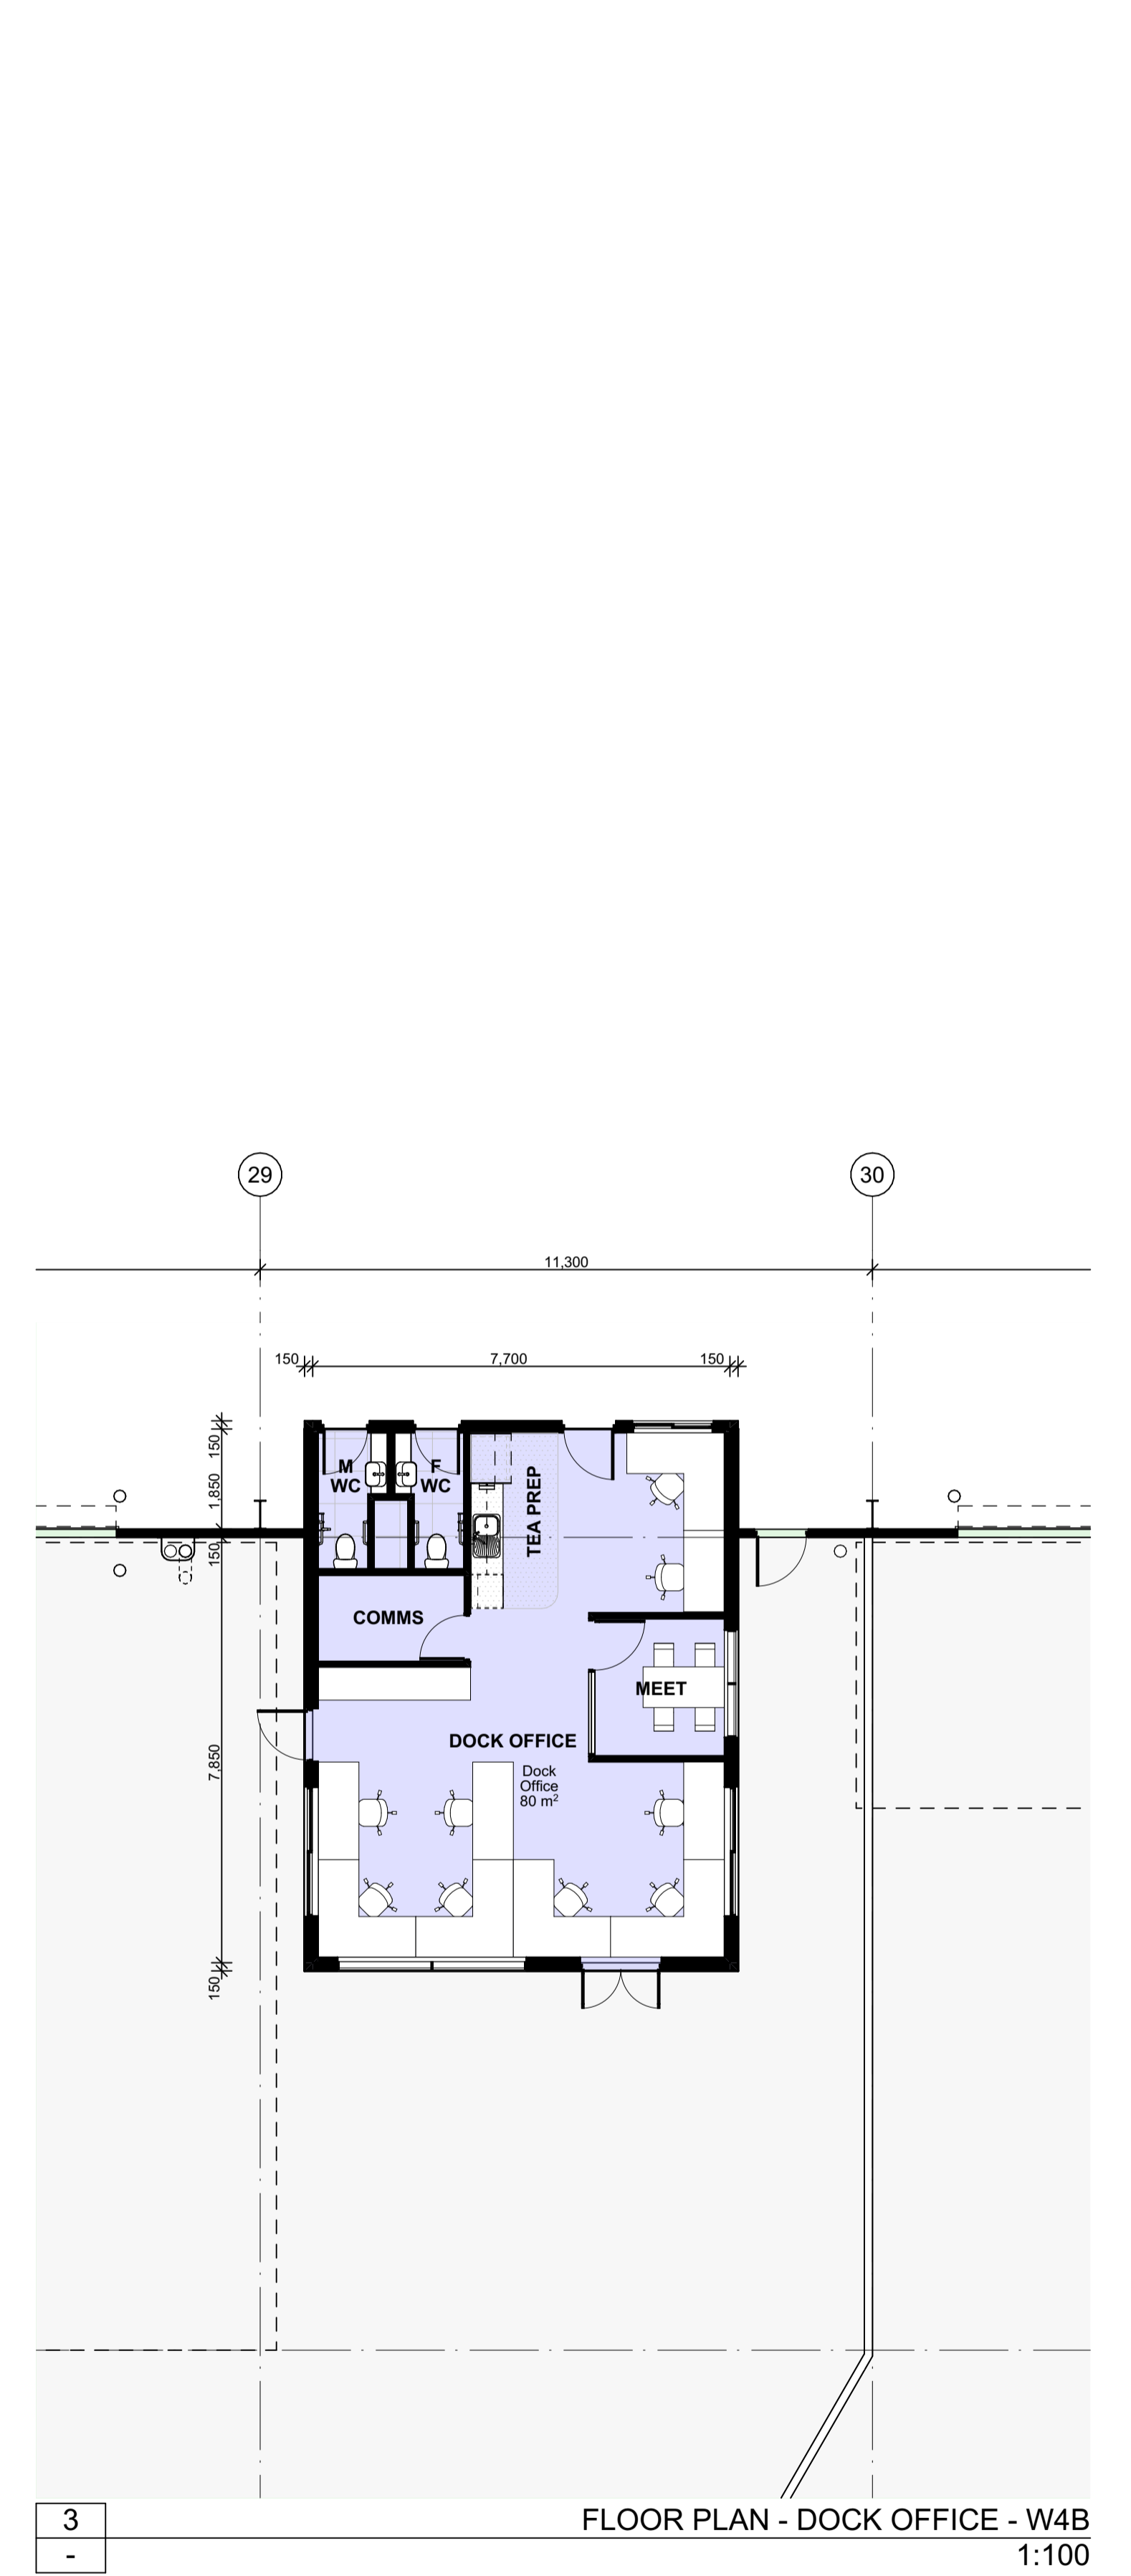 29
30
11,300
150
7,700
150
150
1,850
150
7,850
150
M
WC
F
WC
TEA PREP
COMMS
MEET
DOCK OFFICE
Dock
Office
80 m²
3
-
FLOOR PLAN - DOCK OFFICE - W4B
1:100